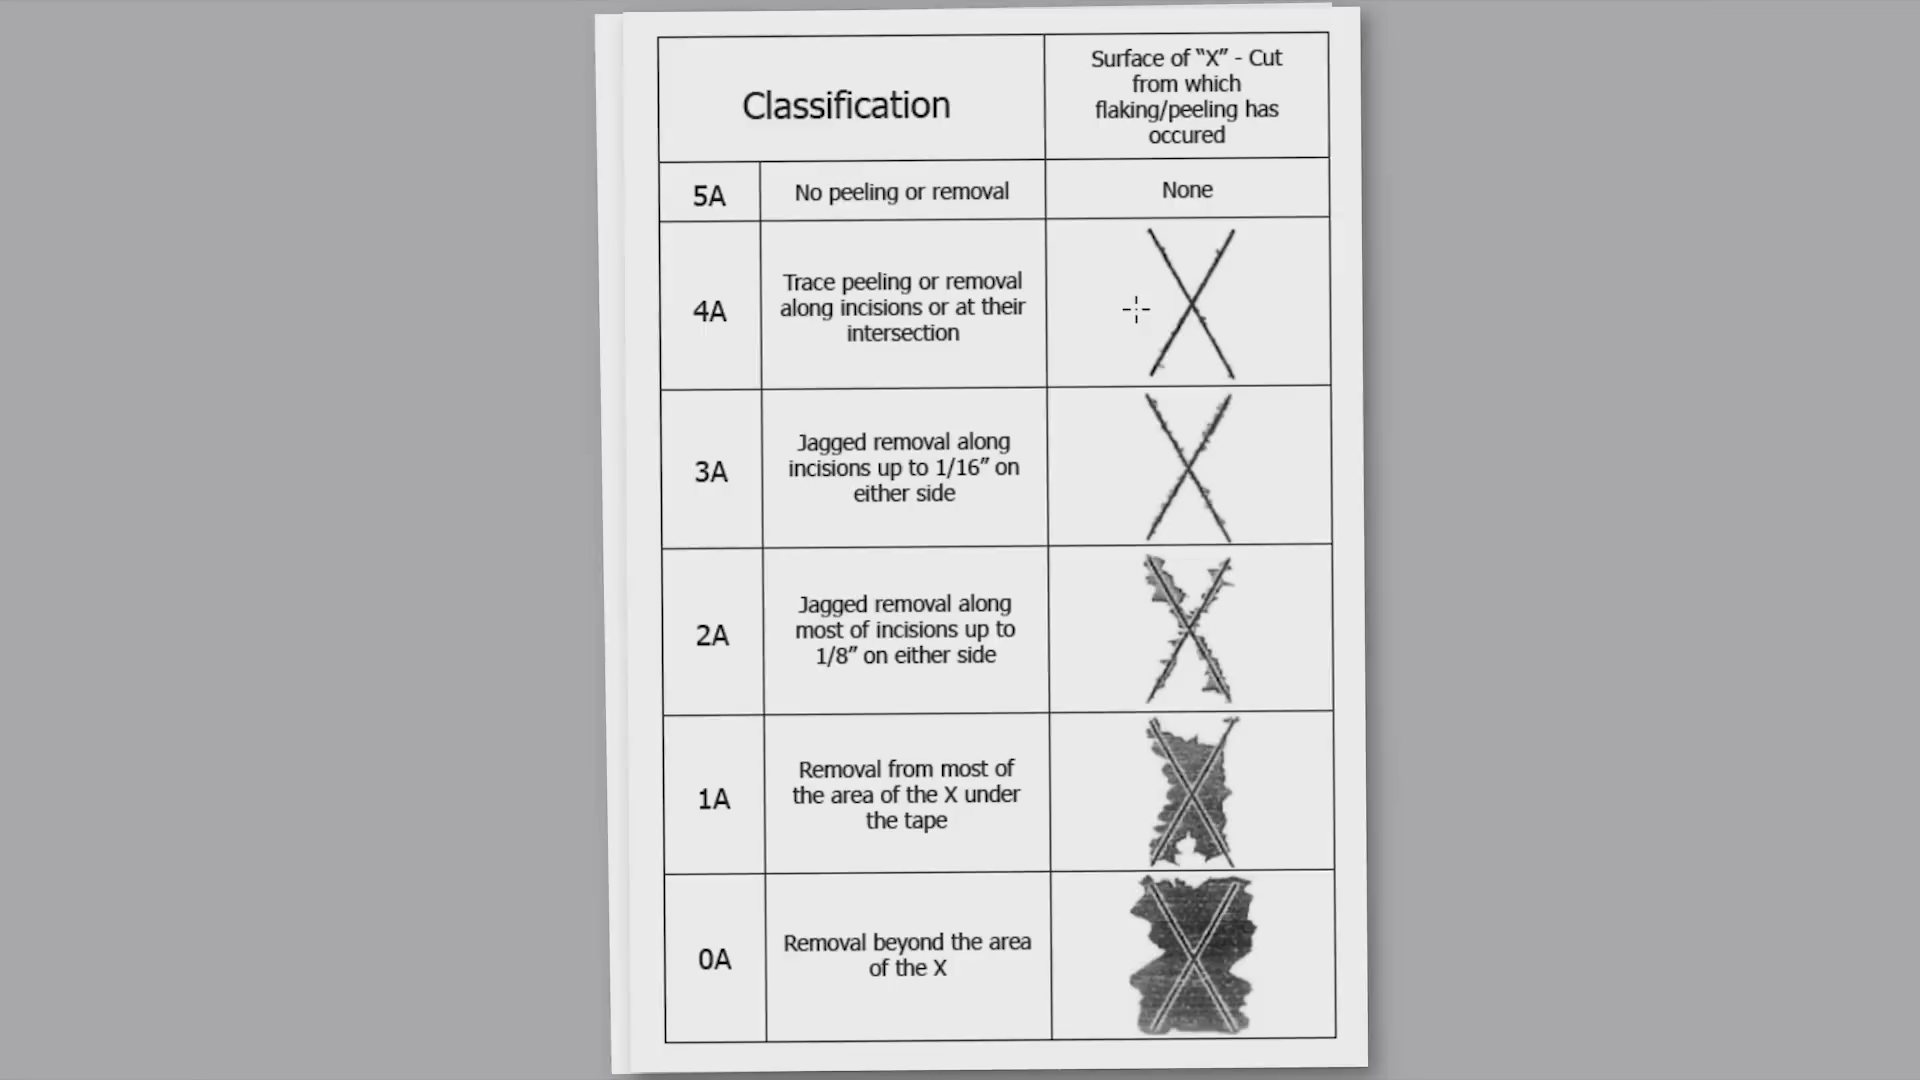 Classification
Surface of “X” - Cut
from which
flaking/peeling has
occured
5A
No peeling or removal
None
4A
Trace peeling or removal
along incisions or at their
intersection
3A
Jagged removal along
incisions up to 1/16” on
either side
2A
Jagged removal along
most of incisions up to
1/8” on either side
1A
Removal from most of
the area of the X under
the tape
0A
Removal beyond the area
of the X